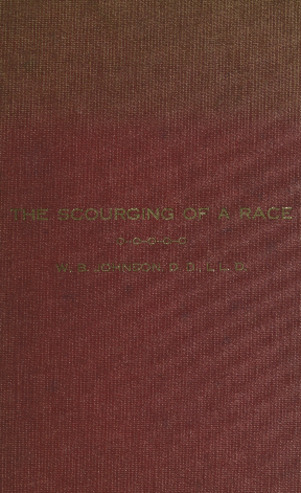 THE SCOURGING OF A RACE
W. B. JOHNSON, D. D., L. L. D.